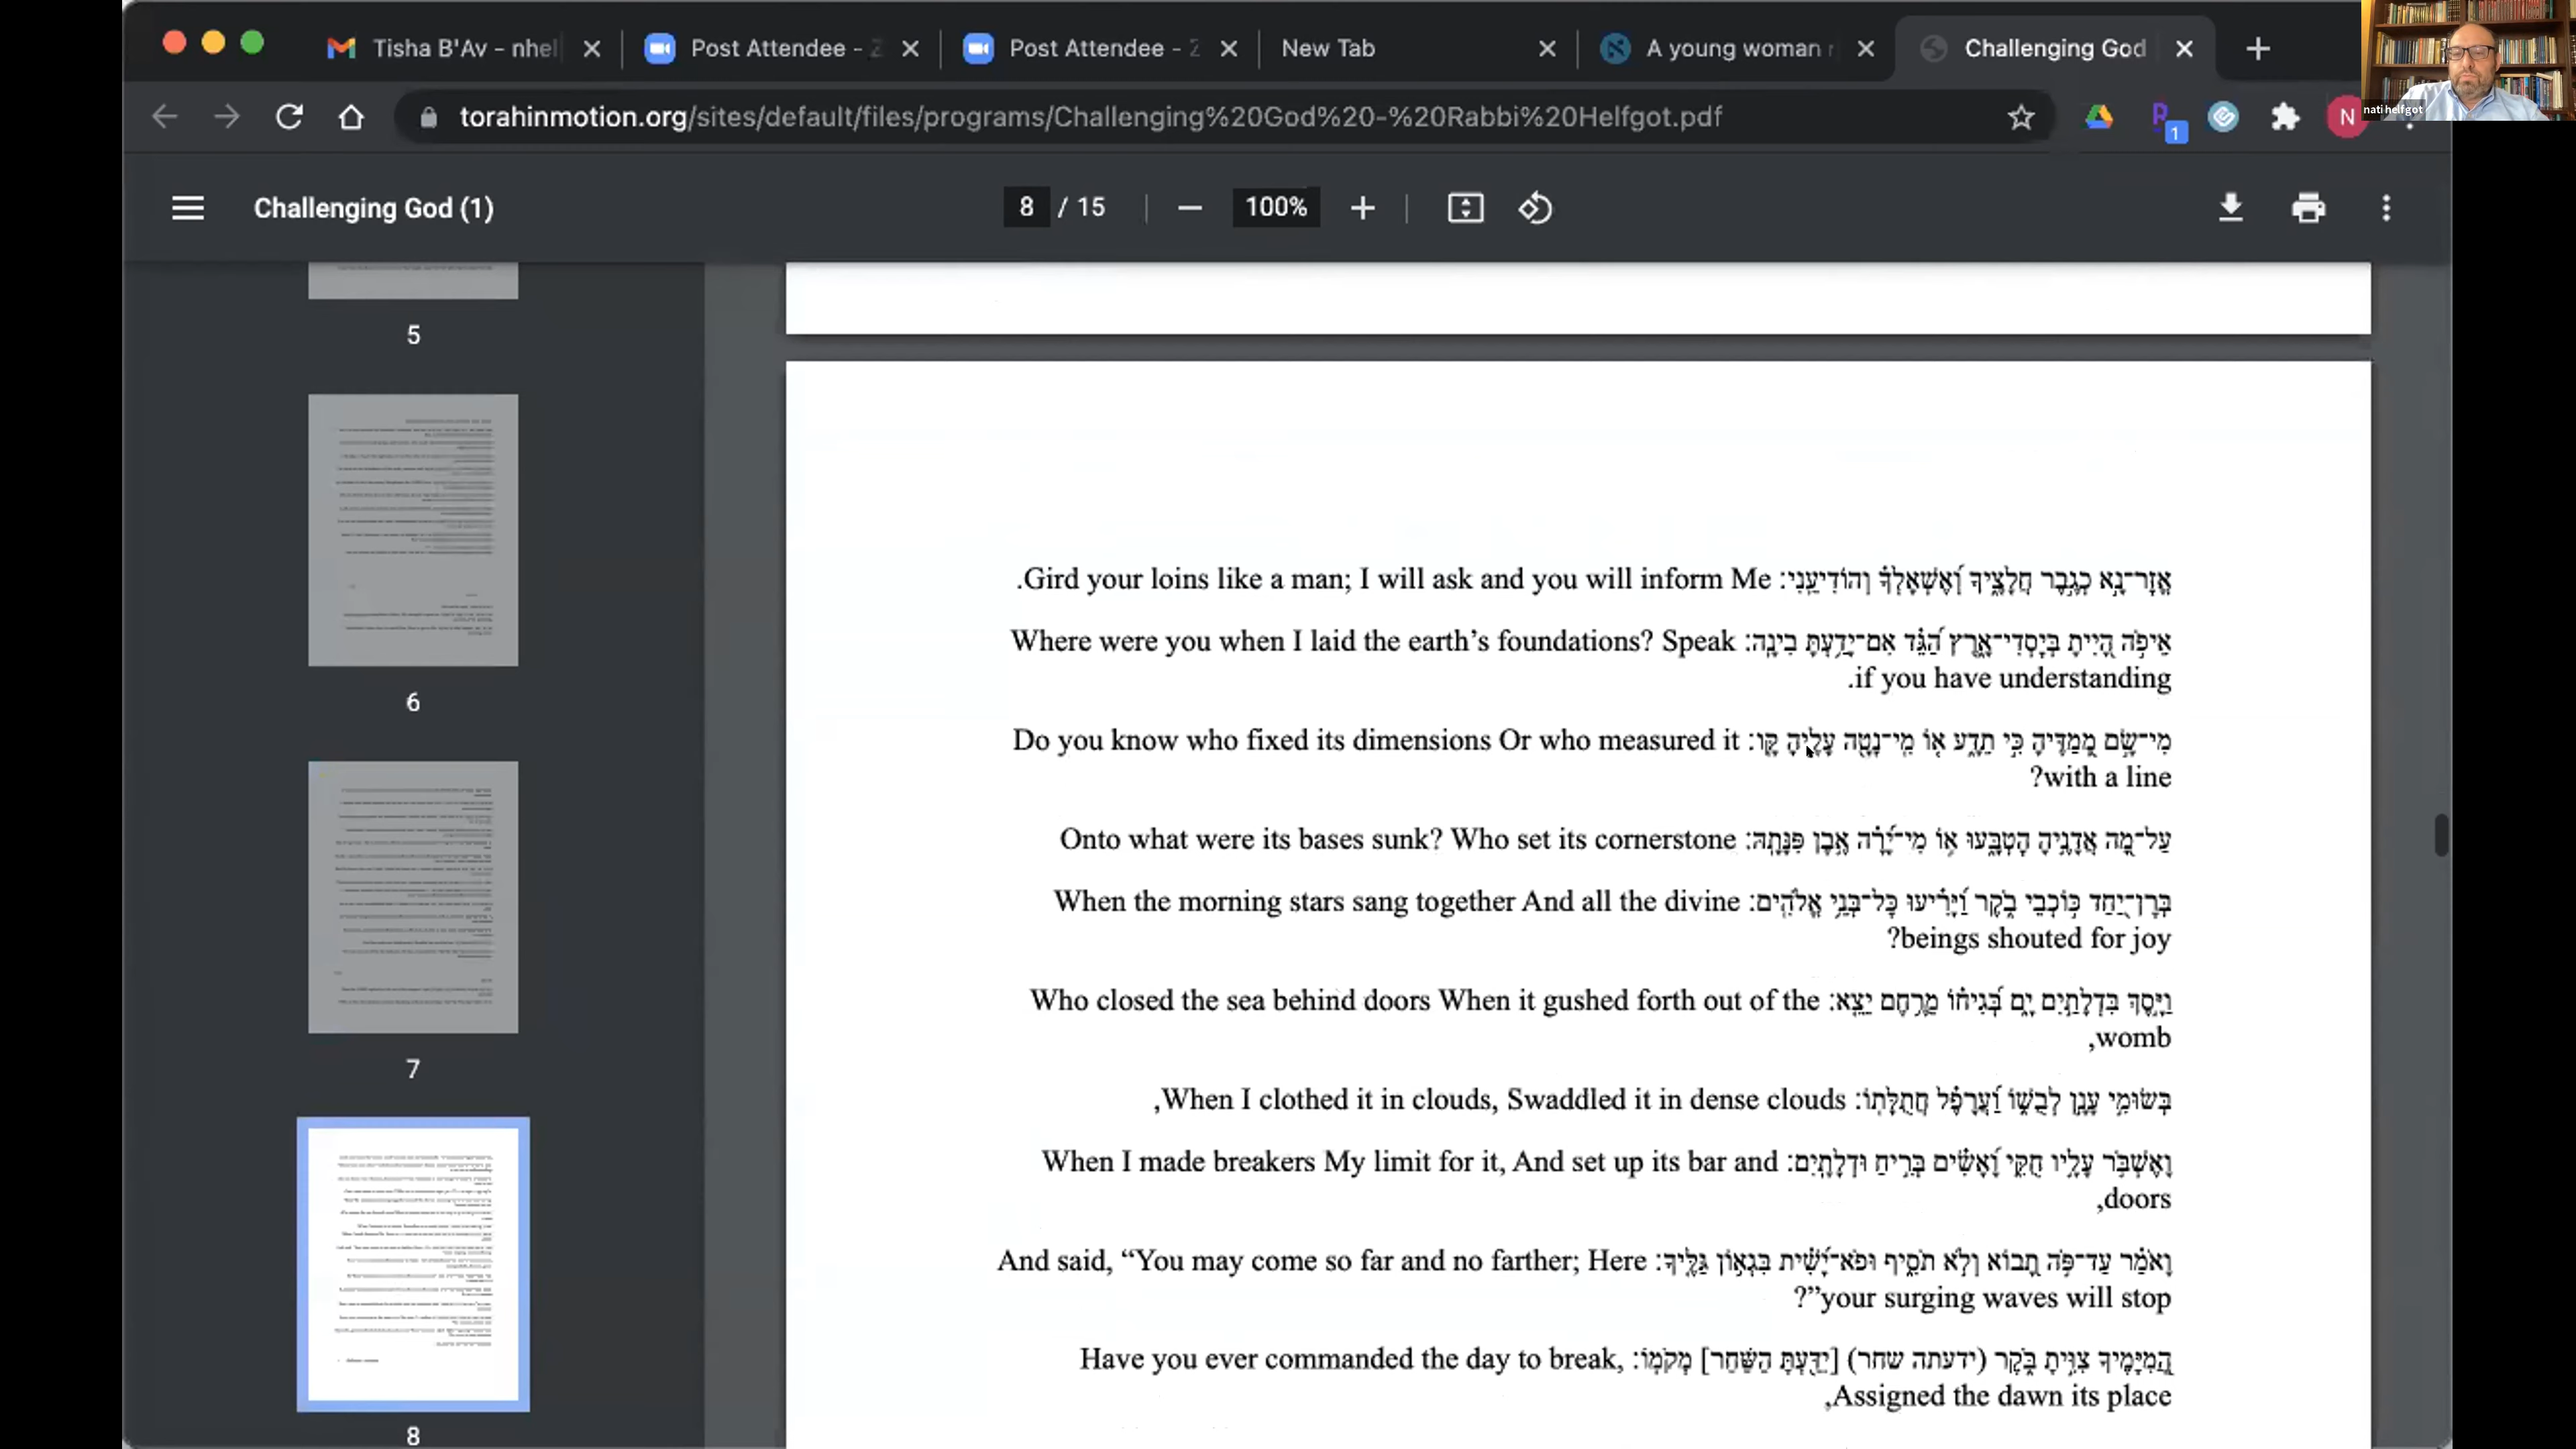 Tisha B'Av - nhel
Post Attendee - Z
Post Attendee - Z
New Tab
A young woman r
Challenging God
torahinmotion.org/sites/default/files/programs/Challenging%20God%20-%20Rabbi%20Helfgot.pdf
1
N
nati helfgot
Challenging God (1)
8 / 15
100%
5
6
7
8
אֱזָר־נָ֣א כְגֶ֣בֶר חֲלָצֶ֑יךָ וְ֝אֶשְׁאָלְךָ֗ וְהוֹדִיעֵֽנִי׃ Gird your loins like a man; I will ask and you will inform Me.
אֵיפֹ֣ה הָ֭יִיתָ בְּיָסְדִי־אָ֑רֶץ הַ֝גֵּ֗ד אִם־יָדַ֥עְתָּ בִינָֽה׃ Where were you when I laid the earth’s foundations? Speak
if you have understanding.
מִי־שָׂ֣ם מְ֭מַדֶּיהָ כִּ֣י תֵדָ֑ע א֤וֹ מִֽי־נָטָ֖ה עָלֶ֣יהָ קָּֽו׃ Do you know who fixed its dimensions Or who measured it
with a line?
עַל־מָ֭ה אֲדָנֶ֣יהָ הָטְבָּ֑עוּ א֥וֹ מִֽי־יָ֝רָ֗ה אֶ֣בֶן פִּנָּתָֽהּ׃ Onto what were its bases sunk? Who set its cornerstone
בְּרׇן־יַ֭חַד כּ֣וֹכְבֵי בֹ֑קֶר וַ֝יָּרִ֗יעוּ כׇּל־בְּנֵ֥י אֱלֹהִֽים׃ When the morning stars sang together And all the divine
beings shouted for joy?
וַיָּ֣סֶךְ בִּדְלָתַ֣יִם יָ֑ם בְּ֝גִיח֗וֹ מֵרֶ֥חֶם יֵצֵֽא׃ Who closed the sea behind doors When it gushed forth out of the
womb,
בְּשׂוּמִ֣י עָנָ֣ן לְבֻשׁ֑וֹ וַ֝עֲרָפֶ֗ל חֲתֻלָּתֽוֹ׃ When I clothed it in clouds, Swaddled it in dense clouds,
וָאֶשְׁבֹּ֣ר עָלָ֣יו חֻקִּ֑י וָ֝אָשִׂ֗ים בְּרִ֣יחַ וּדְלָתָֽיִם׃ When I made breakers My limit for it, And set up its bar and
doors,
וָאֹמַ֗ר עַד־פֹּ֣ה תָ֭בוֹא וְלֹ֣א תֹסִ֑יף וּפֹא־יָ֝שִׁ֗ית בִּגְא֥וֹן גַּלֶּֽיךָ׃ And said, “You may come so far and no farther; Here
your surging waves will stop”?
הְֽ֭מִיָּמֶיךָ צִוִּ֣יתָ בֹּ֑קֶר (ידעתה שחר) [יִדַּ֖עְתָּ הַשַּׁ֣חַר] מְקֹמֽוֹ׃ Have you ever commanded the day to break,
Assigned the dawn its place,